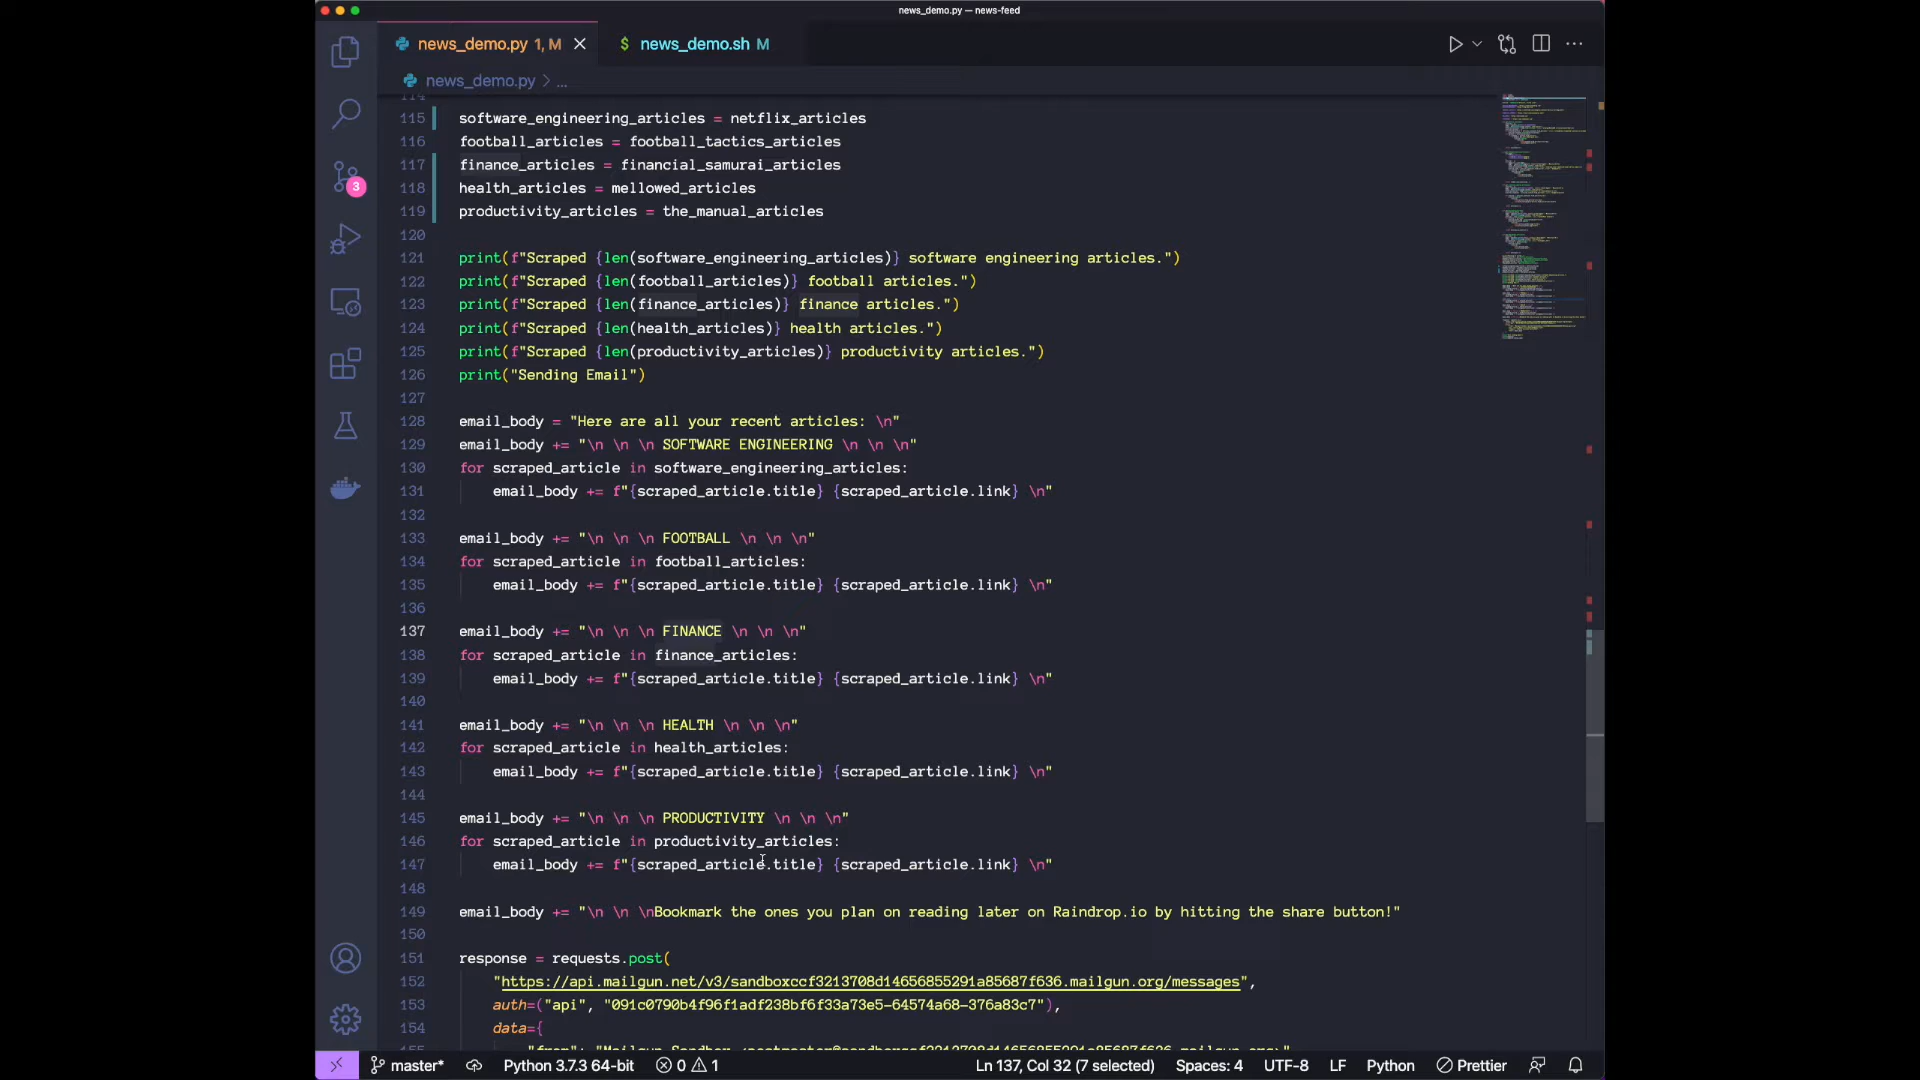 news_demo.py — news-feed
news_demo.py 1, M
$ news_demo.sh M
news_demo.py > ...
114
115 software_engineering_articles = netflix_articles
116 football_articles = football_tactics_articles
117 finance_articles = financial_samurai_articles
118 health_articles = mellowed_articles
119 productivity_articles = the_manual_articles
120
121 print(f"Scraped {len(software_engineering_articles)} software engineering articles.")
122 print(f"Scraped {len(football_articles)} football articles.")
123 print(f"Scraped {len(finance_articles)} finance articles.")
124 print(f"Scraped {len(health_articles)} health articles.")
125 print(f"Scraped {len(productivity_articles)} productivity articles.")
126 print("Sending Email")
127
128 email_body = "Here are all your recent articles: \n"
129 email_body += "\n \n \n SOFTWARE ENGINEERING \n \n \n"
130 for scraped_article in software_engineering_articles:
131 email_body += f"{scraped_article.title} {scraped_article.link} \n"
132
133 email_body += "\n \n \n FOOTBALL \n \n \n"
134 for scraped_article in football_articles:
135 email_body += f"{scraped_article.title} {scraped_article.link} \n"
136
137 email_body += "\n \n \n FINANCE \n \n \n"
138 for scraped_article in finance_articles:
139 email_body += f"{scraped_article.title} {scraped_article.link} \n"
140
141 email_body += "\n \n \n HEALTH \n \n \n"
142 for scraped_article in health_articles:
143 email_body += f"{scraped_article.title} {scraped_article.link} \n"
144
145 email_body += "\n \n \n PRODUCTIVITY \n \n \n"
146 for scraped_article in productivity_articles:
147 email_body += f"{scraped_article.title} {scraped_article.link} \n"
148
149 email_body += "\n \n \nBookmark the ones you plan on reading later on Raindrop.io by hitting the share button!"
150
151 response = requests.post(
152 "https://api.mailgun.net/v3/sandboxccf3213708d14656855291a85687f636.mailgun.org/messages",
153 auth=("api", "091c0790b4f96f1adf238bf6f33a73e5-64574a68-376a83c7"),
154 data={
3
master* Python 3.7.3 64-bit 0 1 Ln 137, Col 32 (7 selected) Spaces: 4 UTF-8 LF Python Prettier